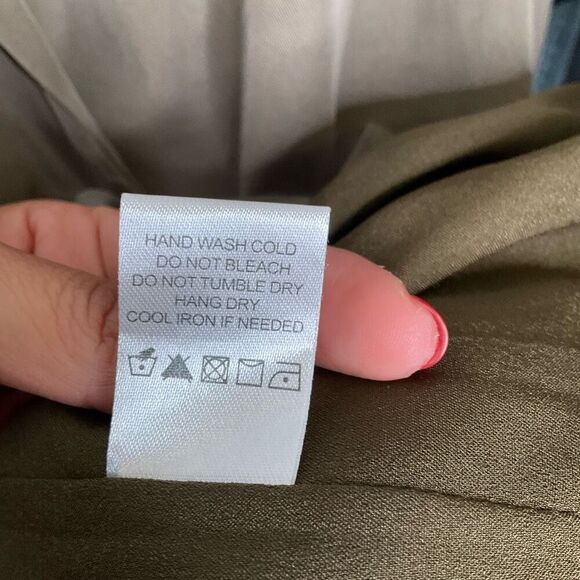 HAND WASH COLD
DO NOT BLEACH
DO NOT TUMBLE DRY
HANG DRY
COOL IRON IF NEEDED